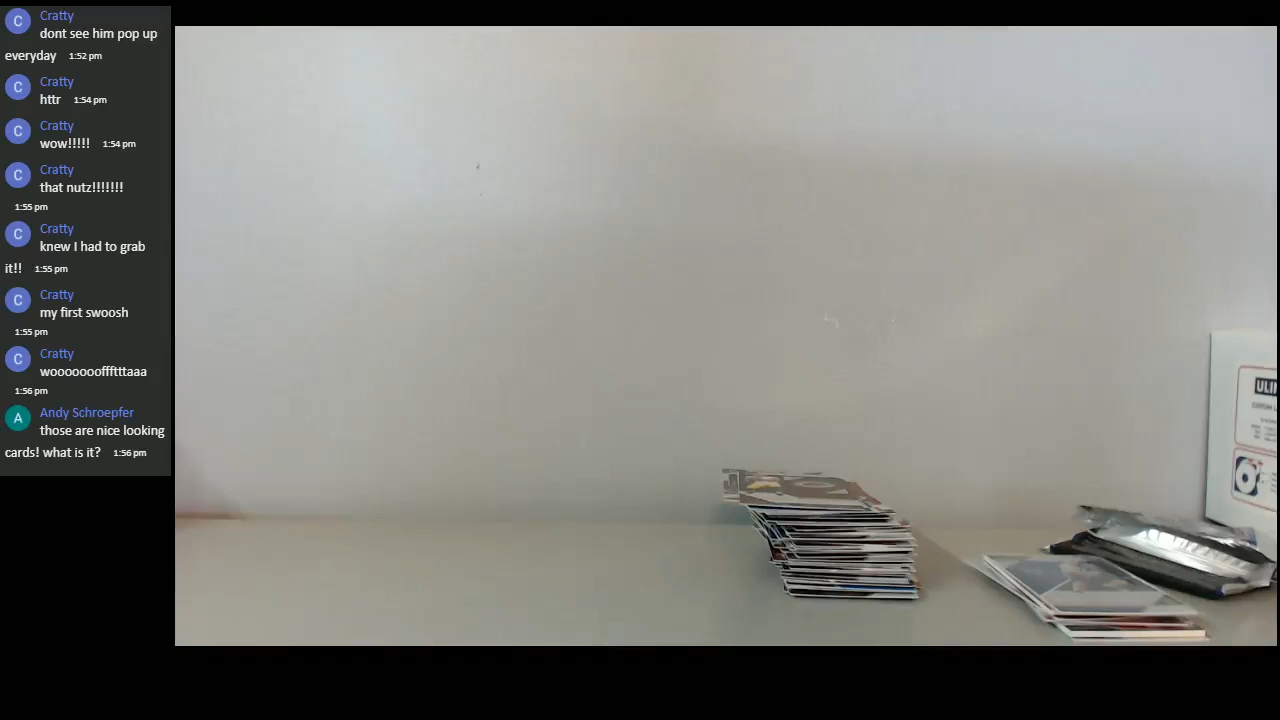 C
Cratty
dont see him pop up
everyday 1:52 pm
C
Cratty
httr 1:54 pm
C
Cratty
wow!!!!! 1:54 pm
C
Cratty
that nutz!!!!!!!
1:55 pm
C
Cratty
knew I had to grab
it!! 1:55 pm
C
Cratty
my first swoosh
1:55 pm
C
Cratty
wooooooofffttaaa
1:56 pm
A
Andy Schroepfer
those are nice looking
cards! what is it? 1:56 pm